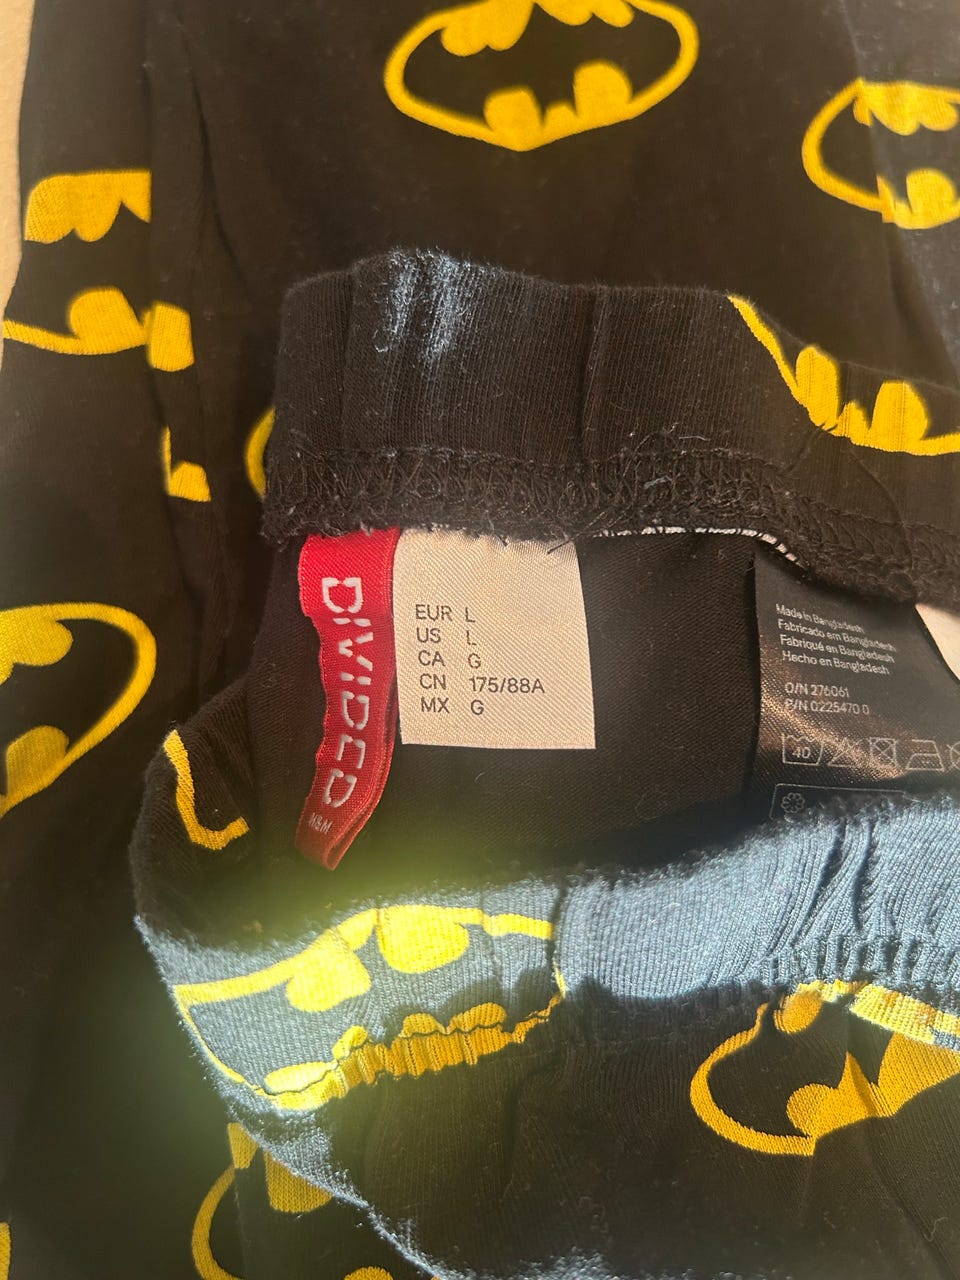 DIVIDED
H&M
EUR L
US L
CA G
CN 175/88A
MX G
Made in Bangladesh
Fabricado em Bangladesh
Fabriqué en Bangladesh
Hecho en Bangladesh
O/N 276061
P/N 0225470 0
40